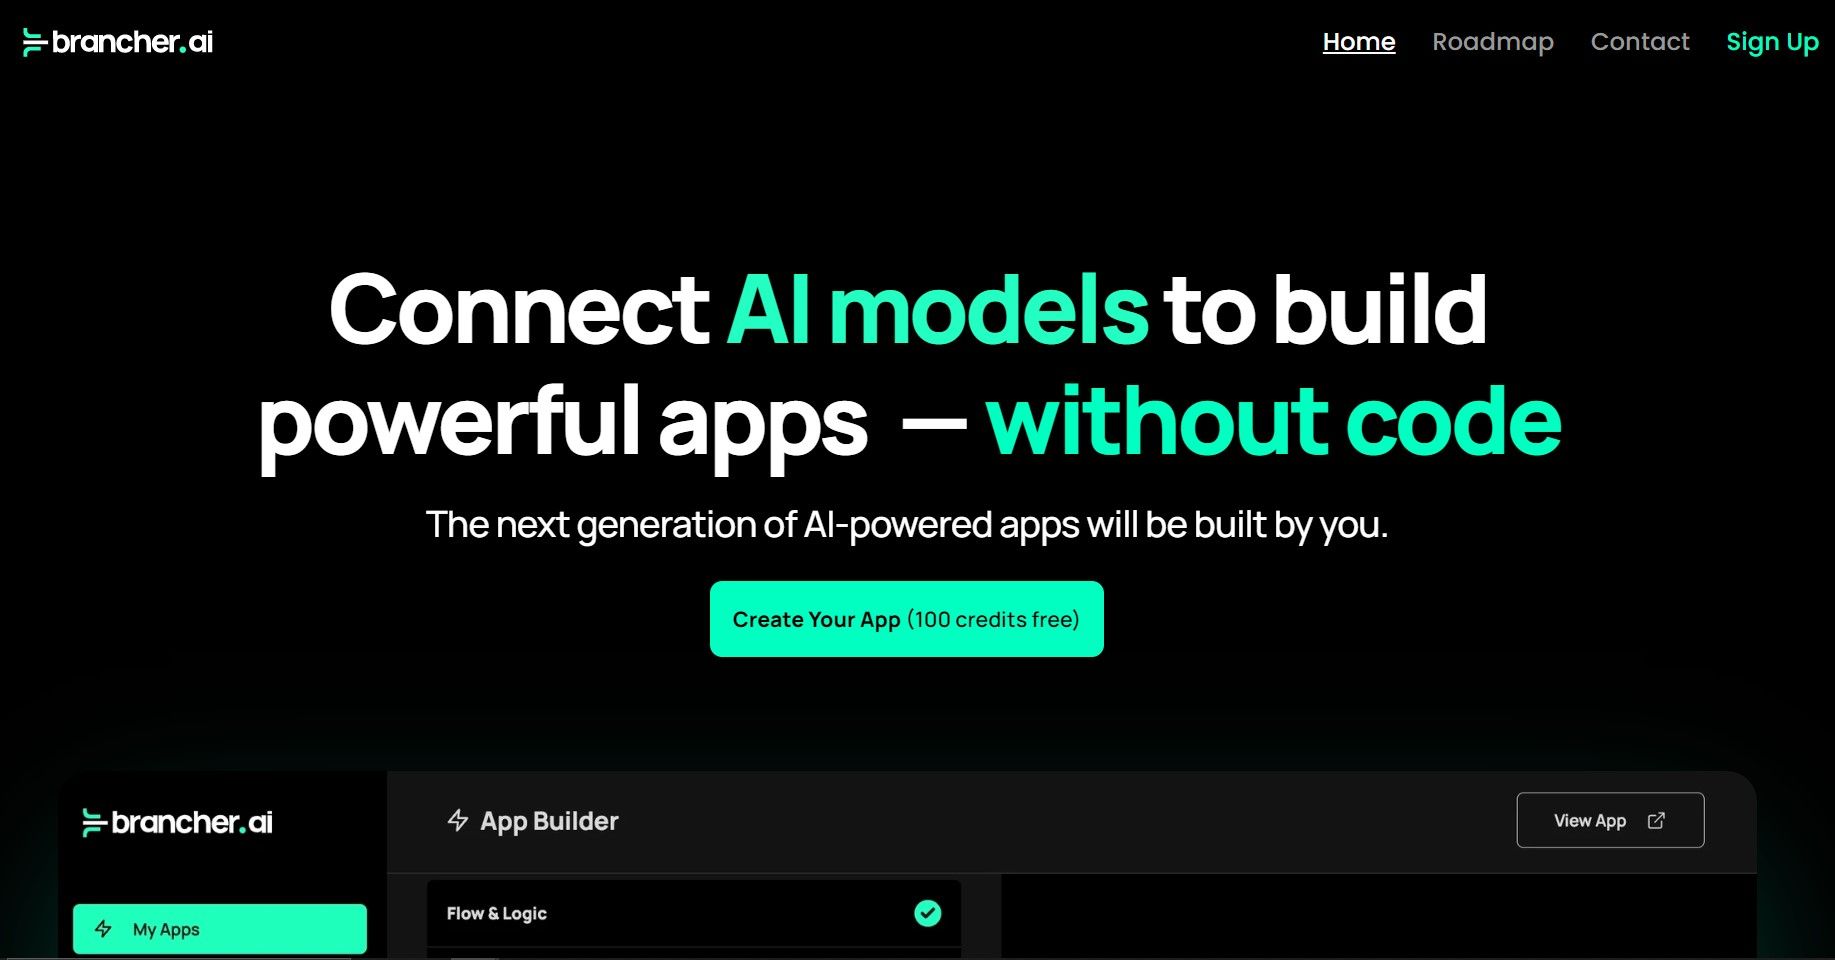 brancher.ai
Home Roadmap Contact Sign Up
Connect AI models to build
powerful apps — without code
The next generation of AI-powered apps will be built by you.
Create Your App (100 credits free)
brancher.ai
App Builder
View App
Flow & Logic
My Apps